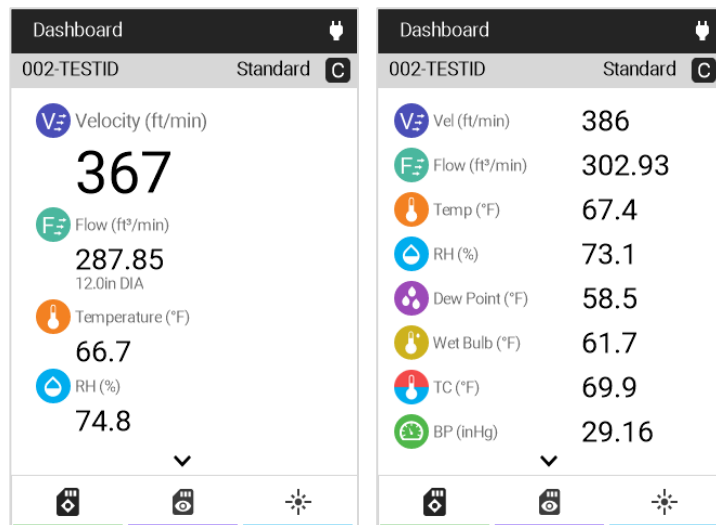 Dashboard
002-TESTID Standard C
V Velocity (ft/min)
367
F Flow (ft³/min)
287.85
12.0in DIA
Temperature (°F)
66.7
RH (%)
74.8
Dashboard
002-TESTID Standard C
V Vel (ft/min) 386
F Flow (ft³/min) 302.93
Temp (°F) 67.4
RH (%) 73.1
Dew Point (°F) 58.5
Wet Bulb (°F) 61.7
TC (°F) 69.9
BP (inHg) 29.16